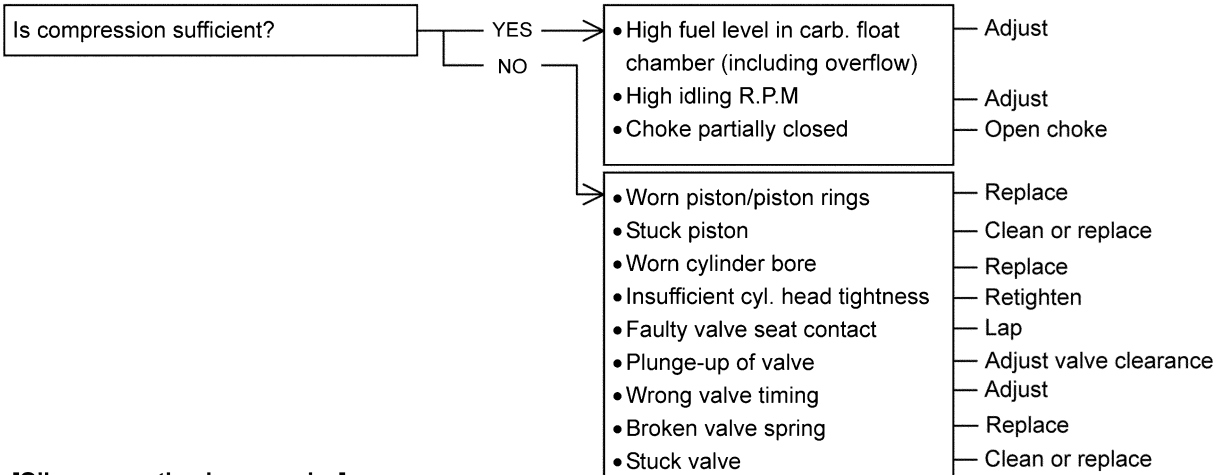 Is compression sufficient?
YES
NO
•High fuel level in carb. float
chamber (including overflow)
•High idling R.P.M
•Choke partially closed
Adjust
Adjust
Open choke
•Worn piston/piston rings
•Stuck piston
•Worn cylinder bore
•Insufficient cyl. head tightness
•Faulty valve seat contact
•Plunge-up of valve
•Wrong valve timing
•Broken valve spring
•Stuck valve
Replace
Clean or replace
Replace
Retighten
Lap
Adjust valve clearance
Adjust
Replace
Clean or replace